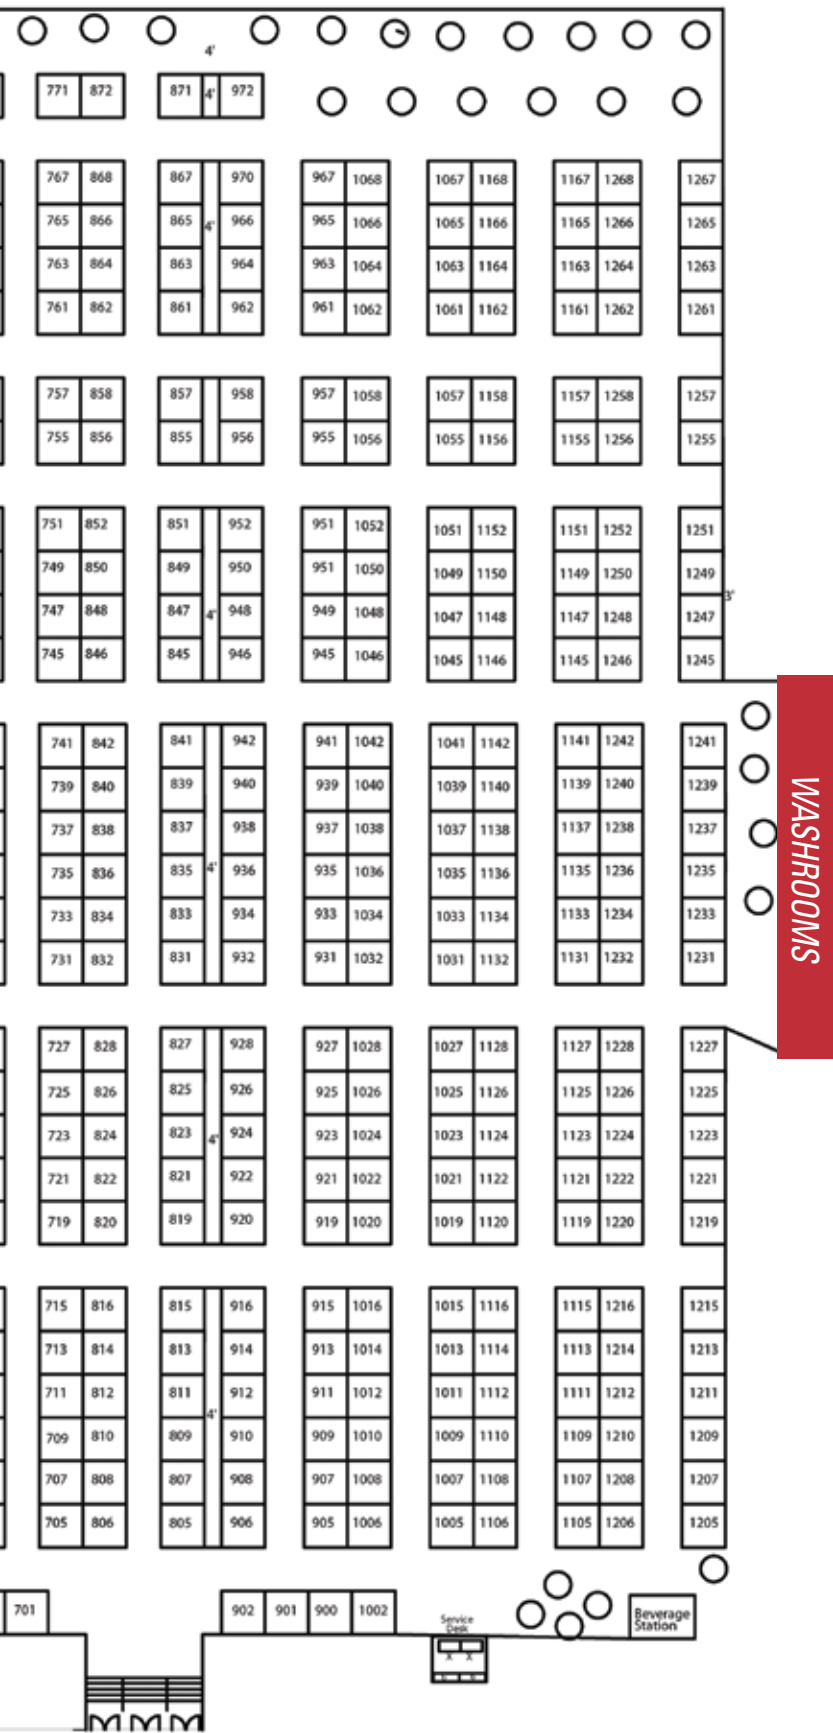 4'
771 872 871 4' 972
767 868 867 970 967 1068 1067 1168 1167 1268 1267
765 866 865 4' 966 965 1066 1065 1166 1165 1266 1265
763 864 863 964 963 1064 1063 1164 1163 1264 1263
761 862 861 962 961 1062 1061 1162 1161 1262 1261
757 858 857 958 957 1058 1057 1158 1157 1258 1257
755 856 855 956 955 1056 1055 1156 1155 1256 1255
751 852 851 952 951 1052 1051 1152 1151 1252 1251
749 850 849 950 951 1050 1049 1150 1149 1250 1249
3'
747 848 847 4' 948 949 1048 1047 1148 1147 1248 1247
745 846 845 946 945 1046 1045 1146 1145 1246 1245
741 842 841 942 941 1042 1041 1142 1141 1242 1241
739 840 839 940 939 1040 1039 1140 1139 1240 1239
737 838 837 938 937 1038 1037 1138 1137 1238 1237
735 836 835 4' 936 935 1036 1035 1136 1135 1236 1235
733 834 833 934 933 1034 1033 1134 1133 1234 1233
731 832 831 932 931 1032 1031 1132 1131 1232 1231
WASHROOMS
727 828 827 928 927 1028 1027 1128 1127 1228 1227
725 826 825 926 925 1026 1025 1126 1125 1226 1225
723 824 823 4' 924 923 1024 1023 1124 1123 1224 1223
721 822 821 922 921 1022 1021 1122 1121 1222 1221
719 820 819 920 919 1020 1019 1120 1119 1220 1219
715 816 815 916 915 1016 1015 1116 1115 1216 1215
713 814 813 914 913 1014 1013 1114 1113 1214 1213
711 812 811 912 911 1012 1011 1112 1111 1212 1211
4'
709 810 809 910 909 1010 1009 1110 1109 1210 1209
707 808 807 908 907 1008 1007 1108 1107 1208 1207
705 806 805 906 905 1006 1005 1106 1105 1206 1205
701 902 901 900 1002
Service
Desk
X X
Beverage
Station